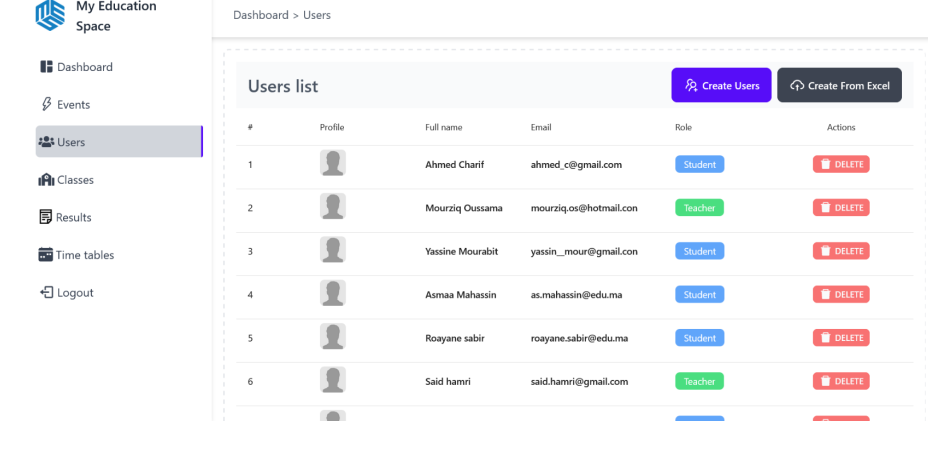 My Education
Space
Dashboard > Users
Dashboard
Events
Users
Classes
Results
Time tables
Logout
Users list
Create Users
Create From Excel
# Profile Full name Email Role Actions
1 Ahmed Charif ahmed_c@gmail.com Student DELETE
2 Mourziq Oussama mourziq.os@hotmail.con Teacher DELETE
3 Yassine Mourabit yassin__mour@gmail.con Student DELETE
4 Asmaa Mahassin as.mahassin@edu.ma Student DELETE
5 Roayane sabir roayane.sabir@edu.ma Student DELETE
6 Said hamri said.hamri@gmail.com Teacher DELETE